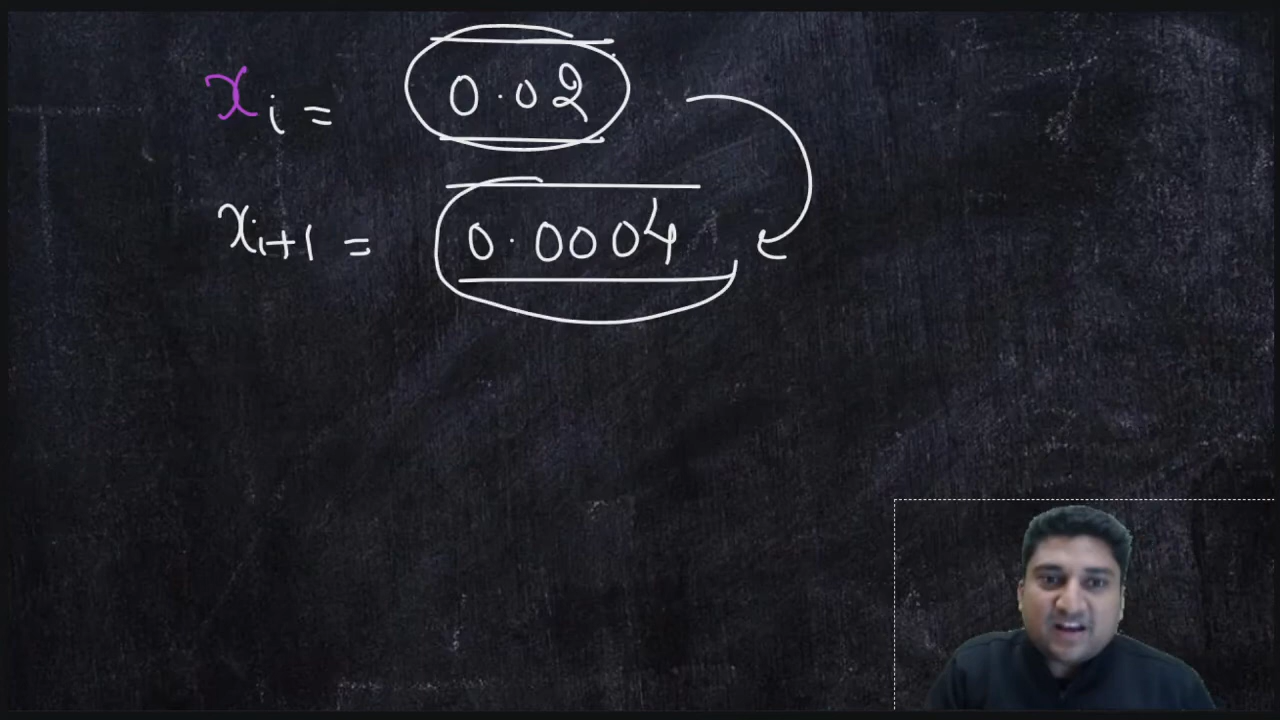 xᵢ = 0.02
xᵢ₊₁ = 0.0004